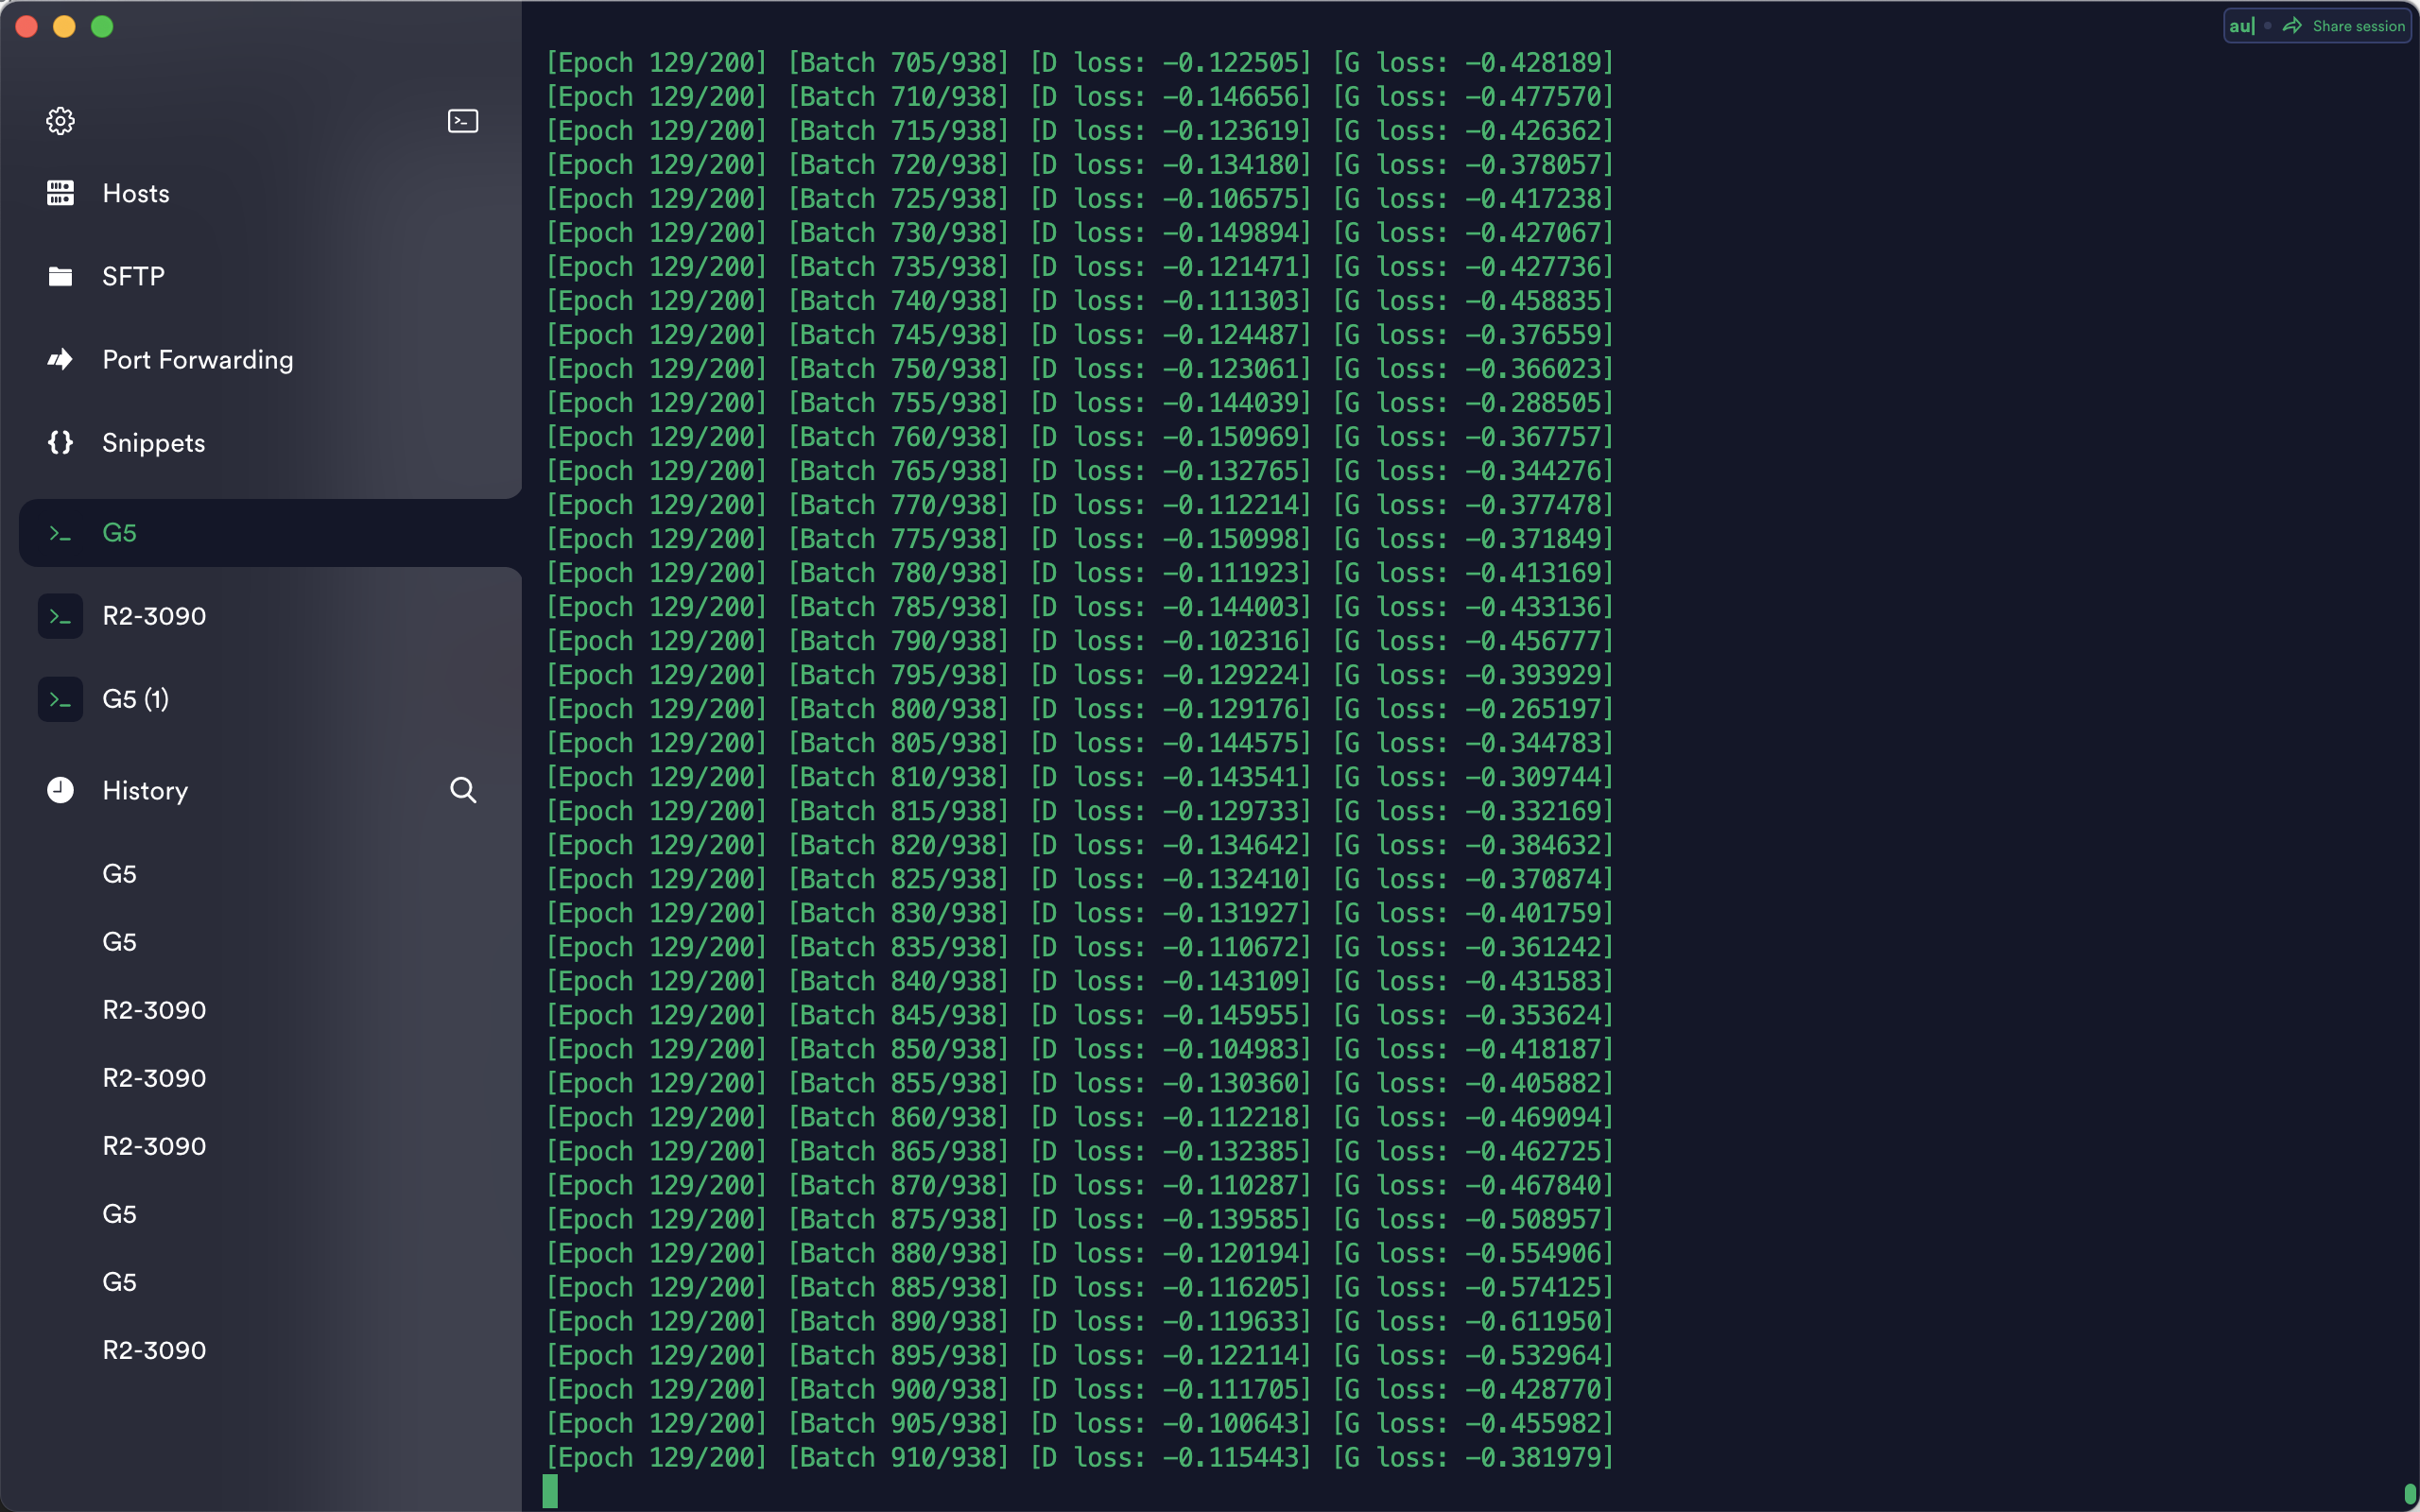 Hosts
SFTP
Port Forwarding
Snippets
G5
R2-3090
G5 (1)
History
G5
G5
R2-3090
R2-3090
R2-3090
G5
G5
R2-3090
au| Share session
[Epoch 129/200] [Batch 705/938] [D loss: -0.122505] [G loss: -0.428189]
[Epoch 129/200] [Batch 710/938] [D loss: -0.146656] [G loss: -0.477570]
[Epoch 129/200] [Batch 715/938] [D loss: -0.123619] [G loss: -0.426362]
[Epoch 129/200] [Batch 720/938] [D loss: -0.134180] [G loss: -0.378057]
[Epoch 129/200] [Batch 725/938] [D loss: -0.106575] [G loss: -0.417238]
[Epoch 129/200] [Batch 730/938] [D loss: -0.149894] [G loss: -0.427067]
[Epoch 129/200] [Batch 735/938] [D loss: -0.121471] [G loss: -0.427736]
[Epoch 129/200] [Batch 740/938] [D loss: -0.111303] [G loss: -0.458835]
[Epoch 129/200] [Batch 745/938] [D loss: -0.124487] [G loss: -0.376559]
[Epoch 129/200] [Batch 750/938] [D loss: -0.123061] [G loss: -0.366023]
[Epoch 129/200] [Batch 755/938] [D loss: -0.144039] [G loss: -0.288505]
[Epoch 129/200] [Batch 760/938] [D loss: -0.150969] [G loss: -0.367757]
[Epoch 129/200] [Batch 765/938] [D loss: -0.132765] [G loss: -0.344276]
[Epoch 129/200] [Batch 770/938] [D loss: -0.112214] [G loss: -0.377478]
[Epoch 129/200] [Batch 775/938] [D loss: -0.150998] [G loss: -0.371849]
[Epoch 129/200] [Batch 780/938] [D loss: -0.111923] [G loss: -0.413169]
[Epoch 129/200] [Batch 785/938] [D loss: -0.144003] [G loss: -0.433136]
[Epoch 129/200] [Batch 790/938] [D loss: -0.102316] [G loss: -0.456777]
[Epoch 129/200] [Batch 795/938] [D loss: -0.129224] [G loss: -0.393929]
[Epoch 129/200] [Batch 800/938] [D loss: -0.129176] [G loss: -0.265197]
[Epoch 129/200] [Batch 805/938] [D loss: -0.144575] [G loss: -0.344783]
[Epoch 129/200] [Batch 810/938] [D loss: -0.143541] [G loss: -0.309744]
[Epoch 129/200] [Batch 815/938] [D loss: -0.129733] [G loss: -0.332169]
[Epoch 129/200] [Batch 820/938] [D loss: -0.134642] [G loss: -0.384632]
[Epoch 129/200] [Batch 825/938] [D loss: -0.132410] [G loss: -0.370874]
[Epoch 129/200] [Batch 830/938] [D loss: -0.131927] [G loss: -0.401759]
[Epoch 129/200] [Batch 835/938] [D loss: -0.110672] [G loss: -0.361242]
[Epoch 129/200] [Batch 840/938] [D loss: -0.143109] [G loss: -0.431583]
[Epoch 129/200] [Batch 845/938] [D loss: -0.145955] [G loss: -0.353624]
[Epoch 129/200] [Batch 850/938] [D loss: -0.104983] [G loss: -0.418187]
[Epoch 129/200] [Batch 855/938] [D loss: -0.130360] [G loss: -0.405882]
[Epoch 129/200] [Batch 860/938] [D loss: -0.112218] [G loss: -0.469094]
[Epoch 129/200] [Batch 865/938] [D loss: -0.132385] [G loss: -0.462725]
[Epoch 129/200] [Batch 870/938] [D loss: -0.110287] [G loss: -0.467840]
[Epoch 129/200] [Batch 875/938] [D loss: -0.139585] [G loss: -0.508957]
[Epoch 129/200] [Batch 880/938] [D loss: -0.120194] [G loss: -0.554906]
[Epoch 129/200] [Batch 885/938] [D loss: -0.116205] [G loss: -0.574125]
[Epoch 129/200] [Batch 890/938] [D loss: -0.119633] [G loss: -0.611950]
[Epoch 129/200] [Batch 895/938] [D loss: -0.122114] [G loss: -0.532964]
[Epoch 129/200] [Batch 900/938] [D loss: -0.111705] [G loss: -0.428770]
[Epoch 129/200] [Batch 905/938] [D loss: -0.100643] [G loss: -0.455982]
[Epoch 129/200] [Batch 910/938] [D loss: -0.115443] [G loss: -0.381979]